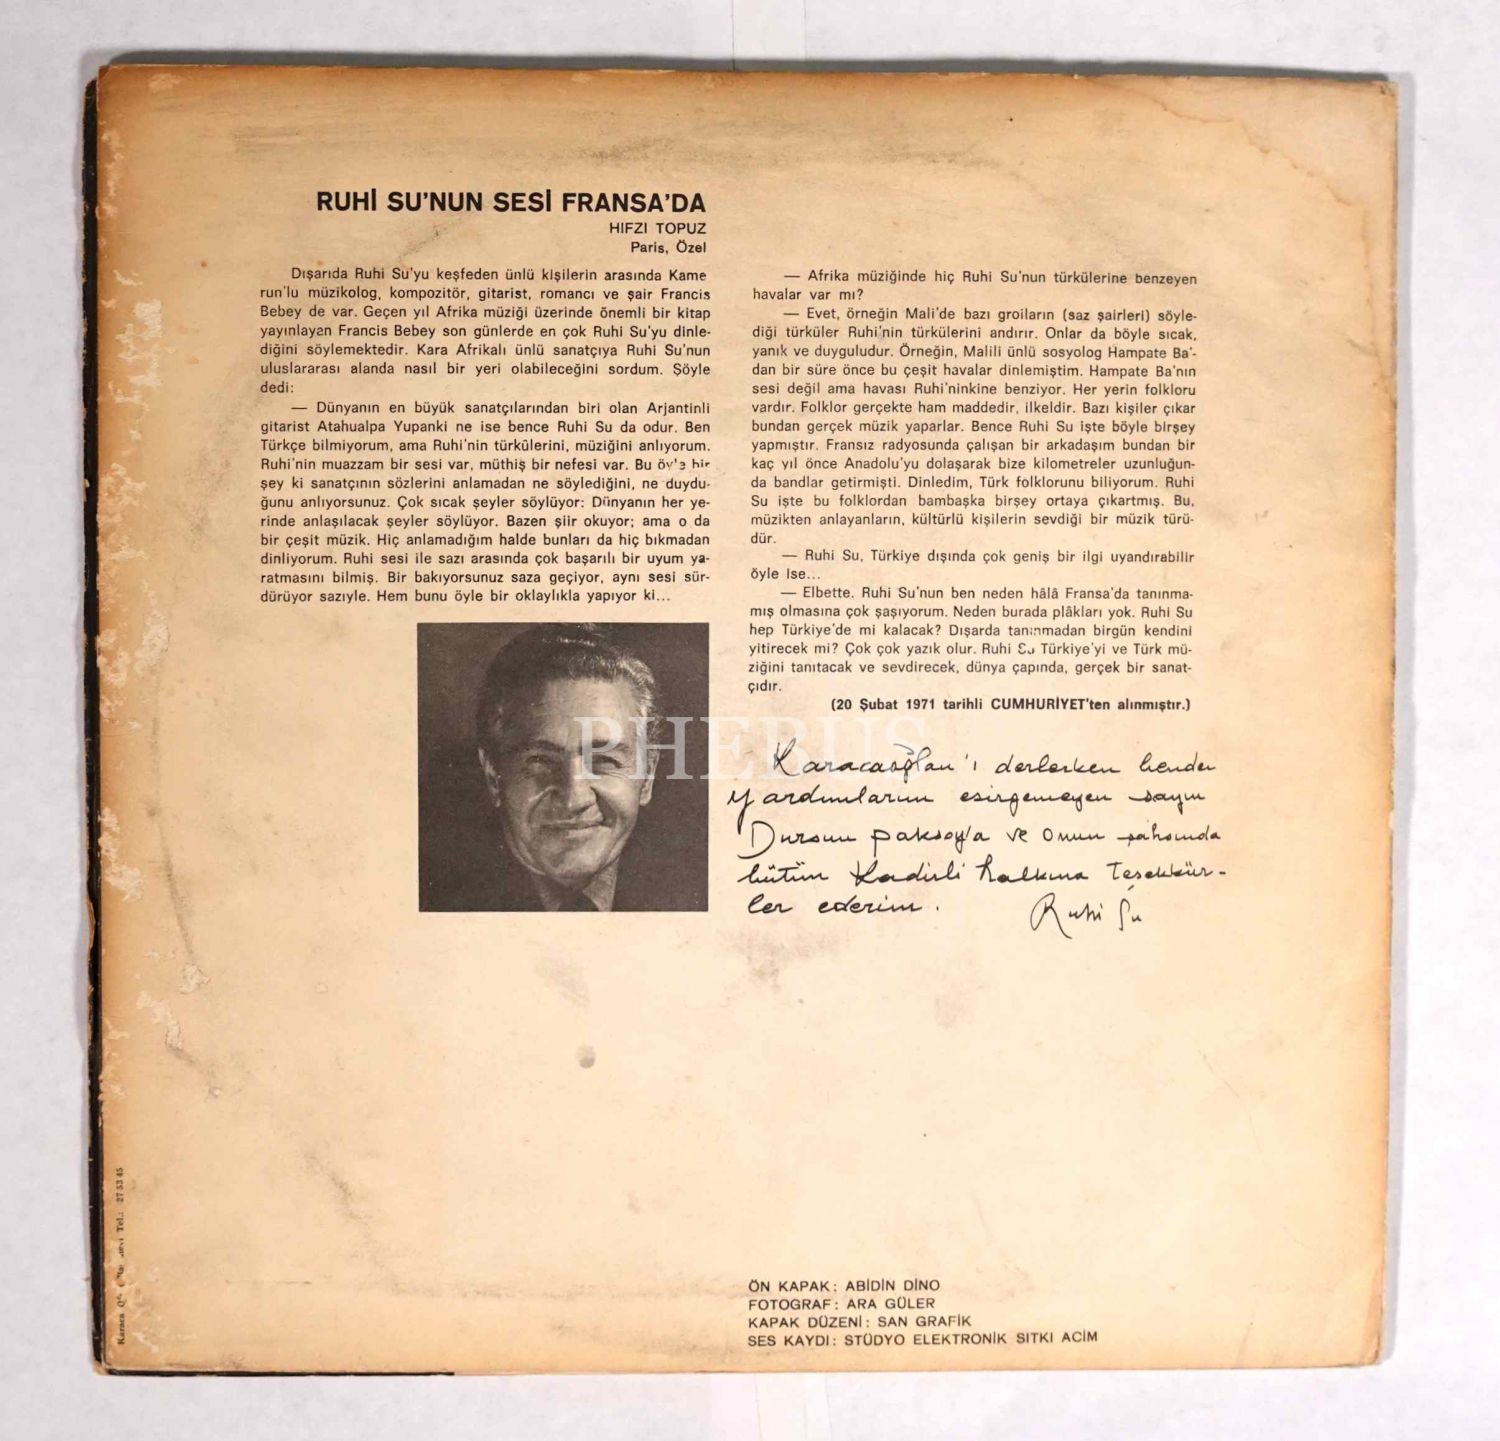 RUHİ SU'NUN SESİ FRANSA'DA
HIFZI TOPUZ
Paris, Özel
Dışarıda Ruhi Su'yu keşfeden ünlü kişilerin arasında Kame
run'lu müzikolog, kompozitör, gitarist, romancı ve şair Francis
Bebey de var. Geçen yıl Afrika müziği üzerinde önemli bir kitap
yayınlayan Francis Bebey son günlerde en çok Ruhi Su'yu dinle-
diğini söylemektedir. Kara Afrikalı ünlü sanatçıya Ruhi Su'nun
uluslararası alanda nasıl bir yeri olabileceğini sordum. Şöyle
dedi:
— Dünyanın en büyük sanatçılarından biri olan Arjantinli
gitarist Atahualpa Yupanki ne ise bence Ruhi Su da odur. Ben
Türkçe bilmiyorum, ama Ruhi'nin türkülerini, müziğini anlıyorum.
Ruhi'nin muazzam bir sesi var, müthiş bir nefesi var. Bu öyle bir
şey ki sanatçının sözlerini anlamadan ne söylediğini, ne duydu-
ğunu anlıyorsunuz. Çok sıcak şeyler söylüyor: Dünyanın her ye-
rinde anlaşılacak şeyler söylüyor. Bazen şiir okuyor; ama o da
bir çeşit müzik. Hiç anlamadığım halde bunları da hiç bıkmadan
dinliyorum. Ruhi sesi ile sazı arasında çok başarılı bir uyum ya-
ratmasını bilmiş. Bir bakıyorsunuz saza geçiyor, aynı sesi sür-
dürüyor sazıyle. Hem bunu öyle bir oklaylıkla yapıyor ki...
— Afrika müziğinde hiç Ruhi Su'nun türkülerine benzeyen
havalar var mı?
— Evet, örneğin Mali'de bazı groiların (saz şairleri) söyle-
diği türküler Ruhi'nin türkülerini andırır. Onlar da böyle sıcak,
yanık ve duyguludur. Örneğin, Malili ünlü sosyolog Hampate Ba'-
dan bir süre önce bu çeşit havalar dinlemiştim. Hampate Ba'nın
sesi değil ama havası Ruhi'ninkine benziyor. Her yerin folkloru
vardır. Folklor gerçekte ham maddedir, ilkeldir. Bazı kişiler çıkar
bundan gerçek müzik yaparlar. Bence Ruhi Su işte böyle birşey
yapmıştır. Fransız radyosunda çalışan bir arkadaşım bundan bir
kaç yıl önce Anadolu'yu dolaşarak bize kilometreler uzunluğun-
da bandlar getirmişti. Dinledim, Türk folklorunu biliyorum. Ruhi
Su işte bu folklordan bambaşka birşey ortaya çıkartmış. Bu,
müzikten anlayanların, kültürlü kişilerin sevdiği bir müzik türü-
dür.
— Ruhi Su, Türkiye dışında çok geniş bir ilgi uyandırabilir
öyle ise...
— Elbette. Ruhi Su'nun ben neden hâlâ Fransa'da tanınma-
mış olmasına çok şaşıyorum. Neden burada plâkları yok. Ruhi Su
hep Türkiye'de mi kalacak? Dışarda tanınmadan birgün kendini
yitirecek mi? Çok çok yazık olur. Ruhi Su Türkiye'yi ve Türk mü-
ziğini tanıtacak ve sevdirecek, dünya çapında, gerçek bir sanat-
çıdır.
(20 Şubat 1971 tarihli CUMHURİYET'ten alınmıştır.)
Karacaoğlan'ı derlerken benden
yardımlarını esirgemeyen sayın
Dursun paksoy'a ve onun şahsında
bütün Kadirli halkına teşekkür-
ler ederim.
Ruhi Su
PHEBUS
ÖN KAPAK: ABİDİN DİNO
FOTOGRAF: ARA GÜLER
KAPAK DÜZENİ: SAN GRAFİK
SES KAYDI: STÜDYO ELEKTRONİK SITKI ACİM
Karaca Tel.: 27 53 45